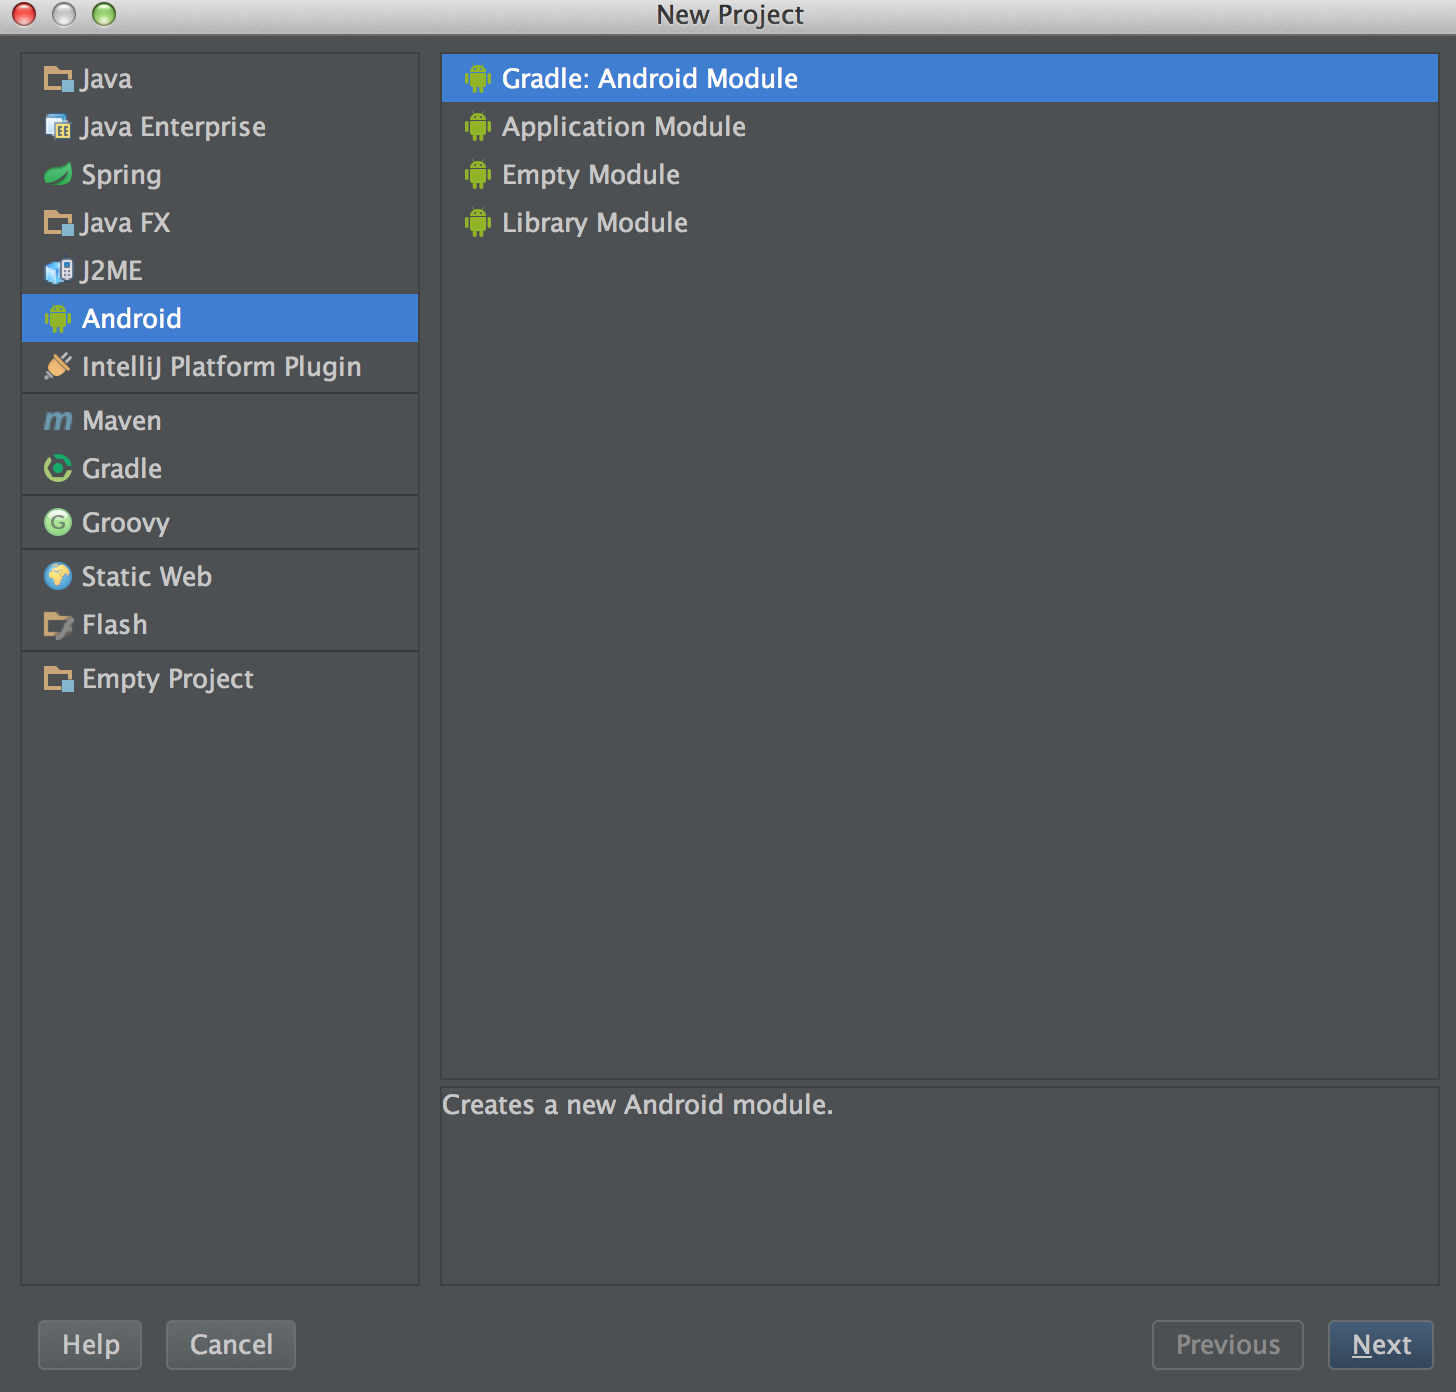 New Project
Java
Java Enterprise
EE
Spring
Java FX
J2ME
Android
IntelliJ Platform Plugin
m Maven
Gradle
G Groovy
Static Web
Flash
Empty Project
Gradle: Android Module
Application Module
Empty Module
Library Module
Creates a new Android module.
Help
Cancel
Previous
Next